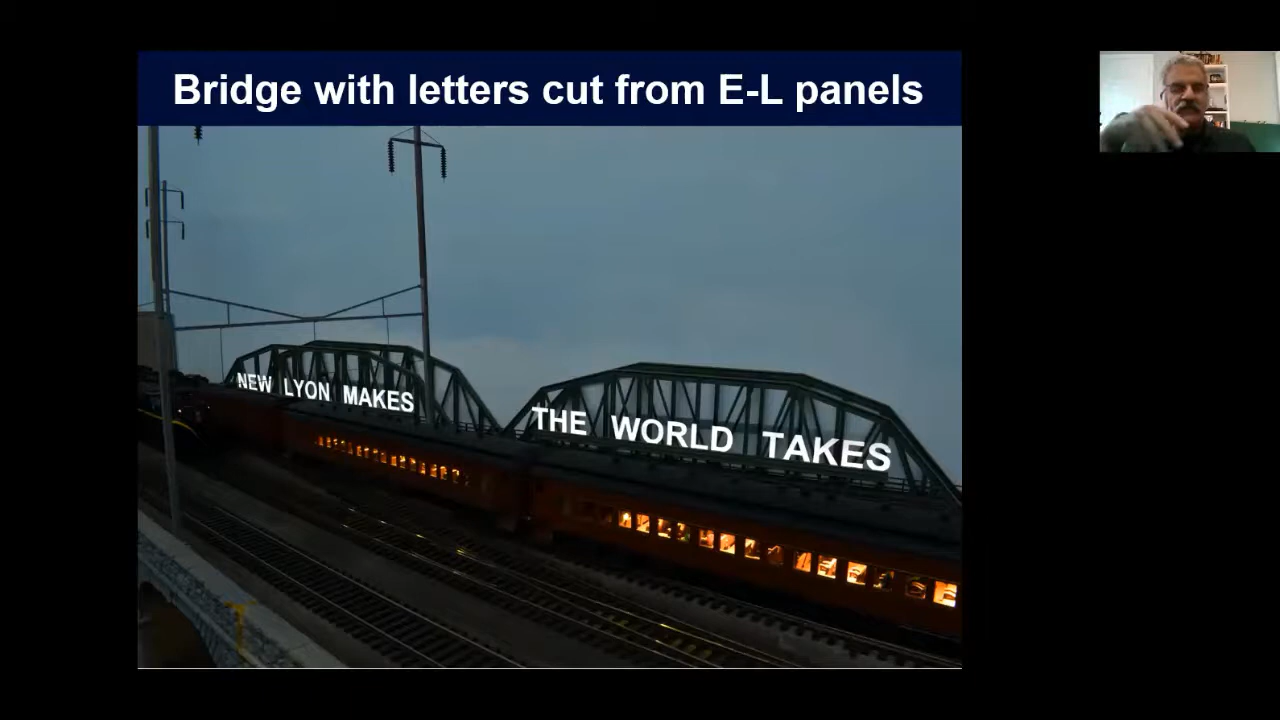 Bridge with letters cut from E-L panels
NEW LYON MAKES
THE WORLD TAKES